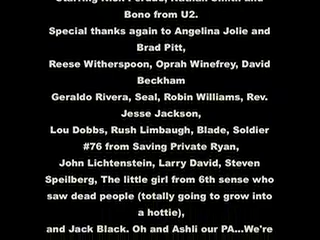 Bono from U2.
Special thanks again to Angelina Jolie and
Brad Pitt,
Reese Witherspoon, Oprah Winefrey, David
Beckham
Geraldo Rivera, Seal, Robin Williams, Rev.
Jesse Jackson,
Lou Dobbs, Rush Limbaugh, Blade, Soldier
#76 from Saving Private Ryan,
John Lichtenstein, Larry David, Steven
Speilberg, The little girl from 6th sense who
saw dead people (totally going to grow into
a hottie),
and Jack Black. Oh and Ashli our PA...We're